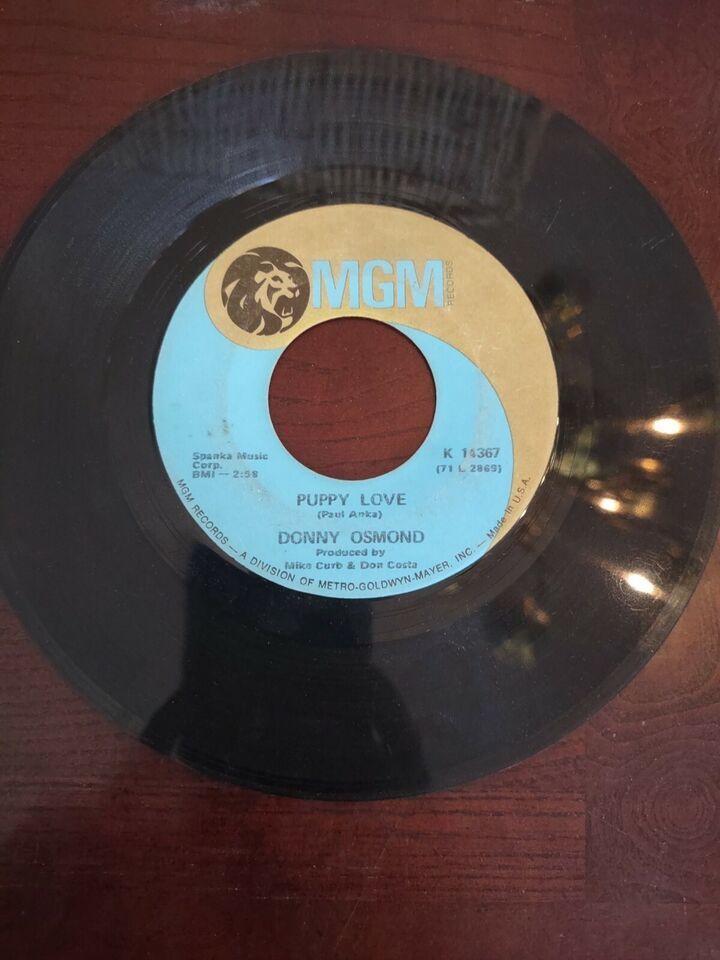 MGM
RECORDS
Spanka Music
Corp.
BMI — 2:58
K 14367
(71 L 2869)
PUPPY LOVE
(Paul Anka)
DONNY OSMOND
Produced by
Mike Curb & Don Costa
MGM RECORDS — A DIVISION OF METRO-GOLDWYN-MAYER, INC. — Made in U.S.A.